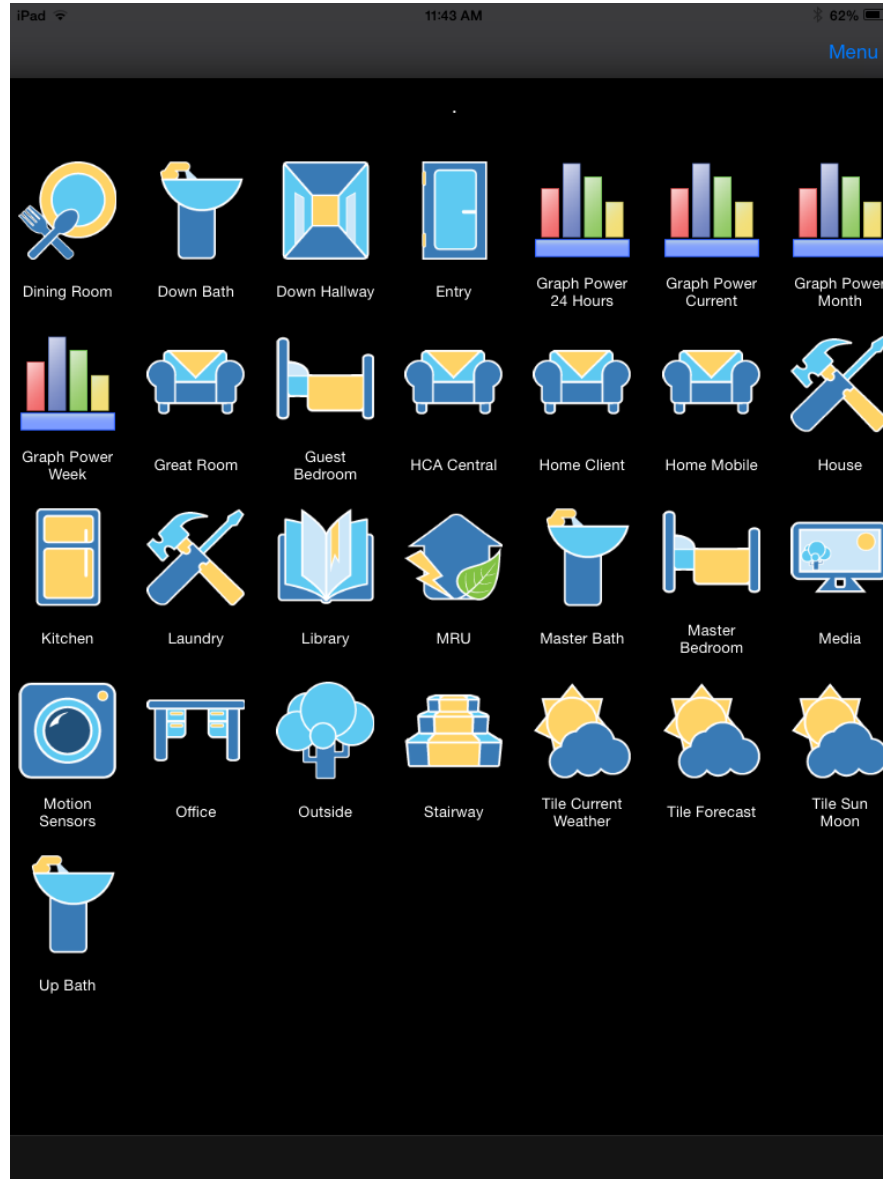 iPad 11:43 AM 62%
Menu
.
Dining Room Down Bath Down Hallway Entry Graph Power Graph Power Graph Power
24 Hours Current Month
Graph Power Great Room Guest HCA Central Home Client Home Mobile House
Week Bedroom
Kitchen Laundry Library MRU Master Bath Master Media
Bedroom
Motion Office Outside Stairway Tile Current Tile Forecast Tile Sun
Sensors Weather Moon
Up Bath